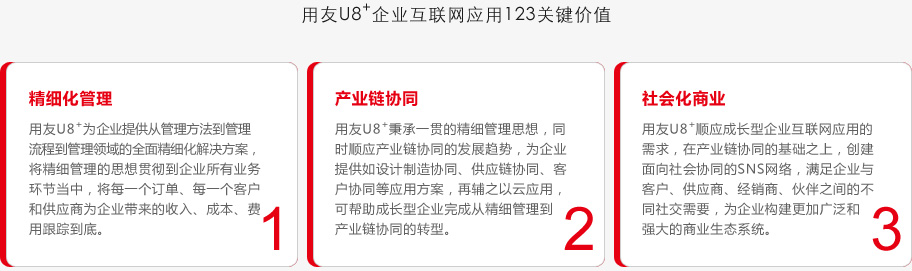 用友U8⁺企业互联网应用123关键价值
精细化管理
用友U8⁺为企业提供从管理方法到管理
流程到管理领域的全面精细化解决方案，
将精细管理的思想贯彻到企业所有业务
环节当中，将每一个订单、每一个客户
和供应商为企业带来的收入、成本、费
用跟踪到底。
1
产业链协同
用友U8⁺秉承一贯的精细管理思想，同
时顺应产业链协同的发展趋势，为企业
提供如设计制造协同、供应链协同、客
户协同等应用方案，再辅之以云应用，
可帮助成长型企业完成从精细管理到
产业链协同的转型。
2
社会化商业
用友U8⁺顺应成长型企业互联网应用的
需求，在产业链协同的基础之上，创建
面向社会协同的SNS网络，满足企业与
客户、供应商、经销商、伙伴之间的不
同社交需要，为企业构建更加广泛和
强大的商业生态系统。
3